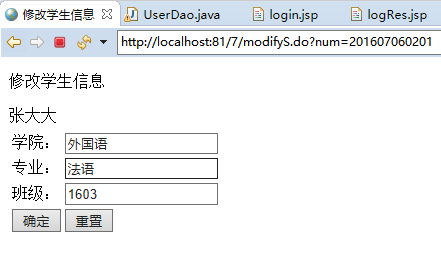 修改学生信息 UserDao.java login.jsp logRes.jsp
http://localhost:81/7/modifyS.do?num=201607060201
修改学生信息
张大大
学院： 外国语
专业： 法语
班级： 1603
确定 重置